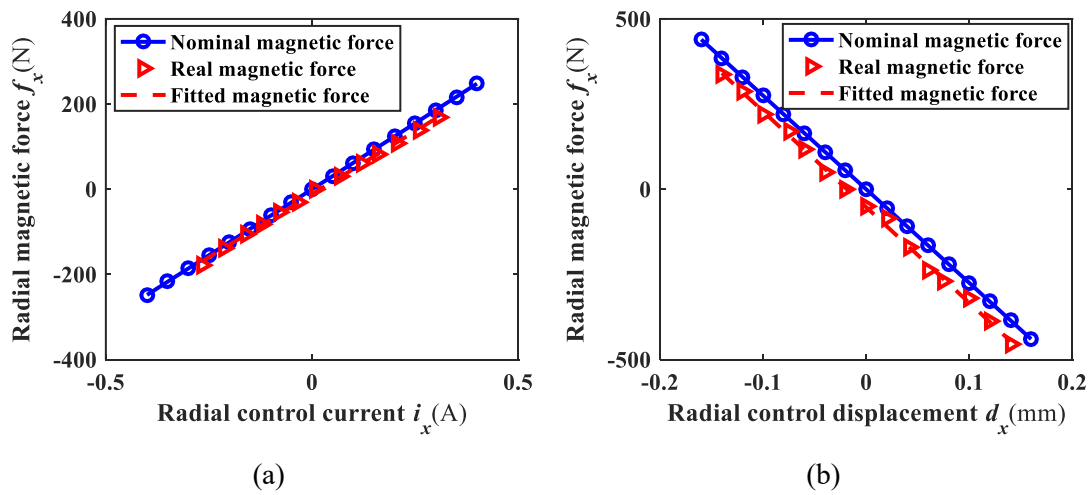 Radial magnetic force f_x(N)
400
200
0
-200
-400
Nominal magnetic force
Real magnetic force
Fitted magnetic force
-0.5
0
0.5
Radial control current i_x(A)
(a)
Radial magnetic force f_x(N)
500
0
-500
Nominal magnetic force
Real magnetic force
Fitted magnetic force
-0.2
-0.1
0
0.1
0.2
Radial control displacement d_x(mm)
(b)